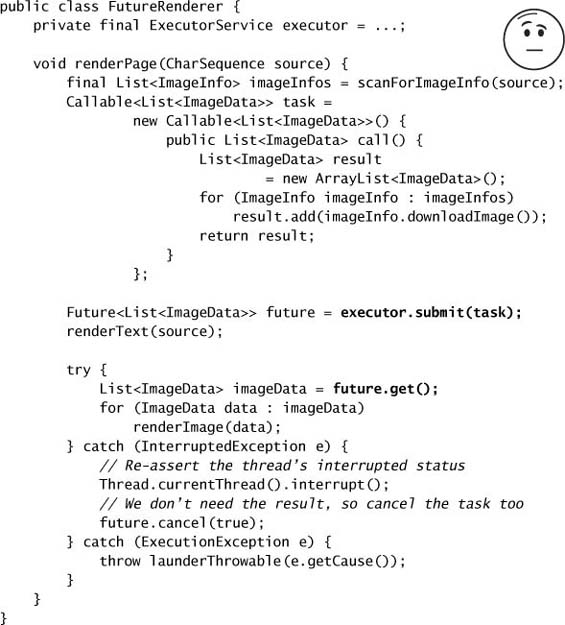 public class FutureRenderer {
    private final ExecutorService executor = ...;

    void renderPage(CharSequence source) {
        final List<ImageInfo> imageInfos = scanForImageInfo(source);
        Callable<List<ImageData>> task =
                new Callable<List<ImageData>>() {
                    public List<ImageData> call() {
                        List<ImageData> result
                                = new ArrayList<ImageData>();
                        for (ImageInfo imageInfo : imageInfos)
                            result.add(imageInfo.downloadImage());
                        return result;
                    }
                };

        Future<List<ImageData>> future = executor.submit(task);
        renderText(source);

        try {
            List<ImageData> imageData = future.get();
            for (ImageData data : imageData)
                renderImage(data);
        } catch (InterruptedException e) {
            // Re-assert the thread’s interrupted status
            Thread.currentThread().interrupt();
            // We don’t need the result, so cancel the task too
            future.cancel(true);
        } catch (ExecutionException e) {
            throw launderThrowable(e.getCause());
        }
    }
}